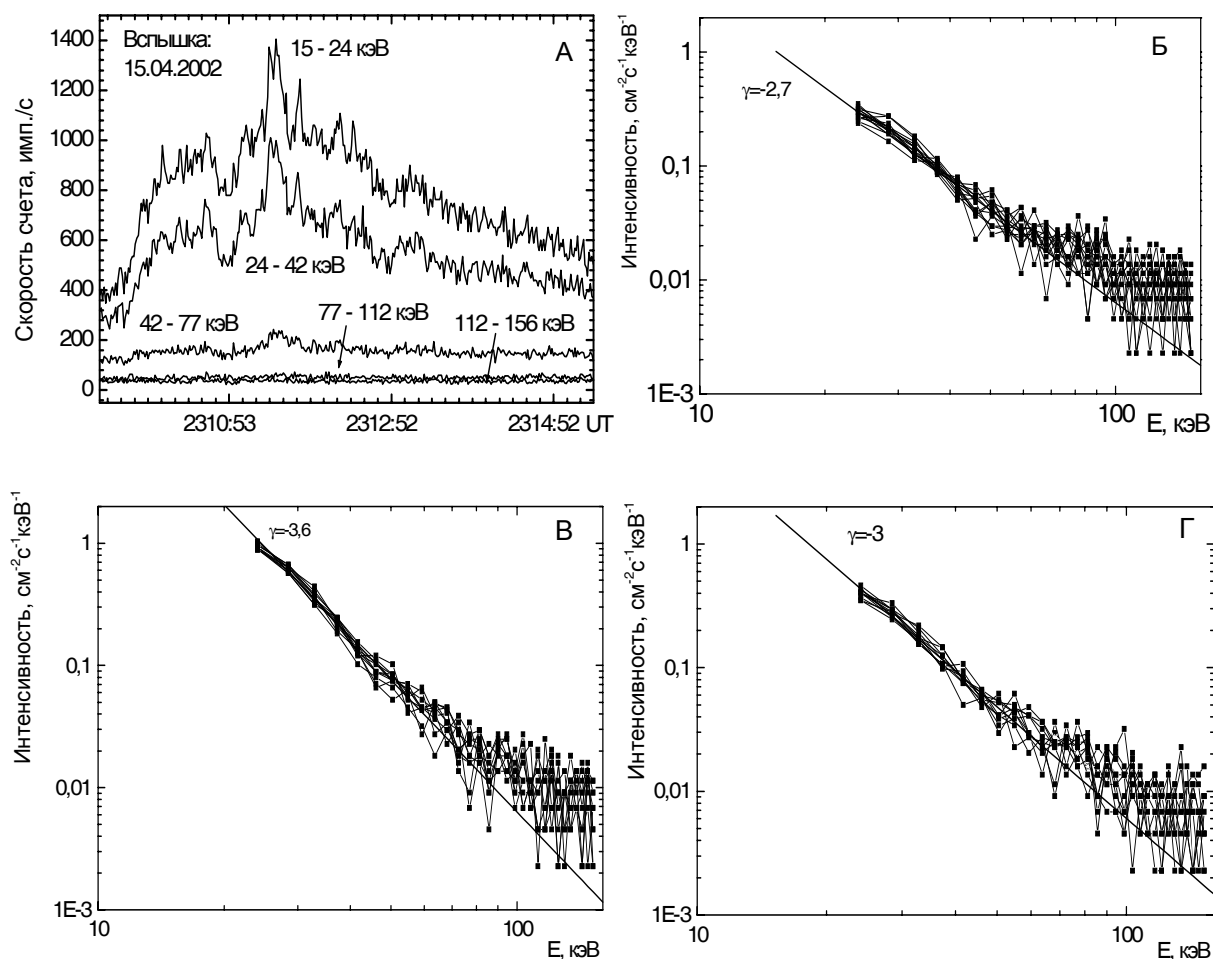 Вспышка:
15.04.2002
15 - 24 кэВ
А
24 - 42 кэВ
42 - 77 кэВ
77 - 112 кэВ
112 - 156 кэВ
Скорость счета, имп./с
1400
1200
1000
800
600
400
200
0
2310:53
2312:52
2314:52 UT
Б
γ=-2,7
Интенсивность, см⁻²с⁻¹кэВ⁻¹
1
0,1
0,01
1E-3
10
100
E, кэВ
В
γ=-3,6
Интенсивность, см⁻²с⁻¹кэВ⁻¹
1
0,1
0,01
1E-3
10
100
E, кэВ
Г
γ=-3
Интенсивность, см⁻²с⁻¹кэВ⁻¹
1
0,1
0,01
1E-3
10
100
E, кэВ